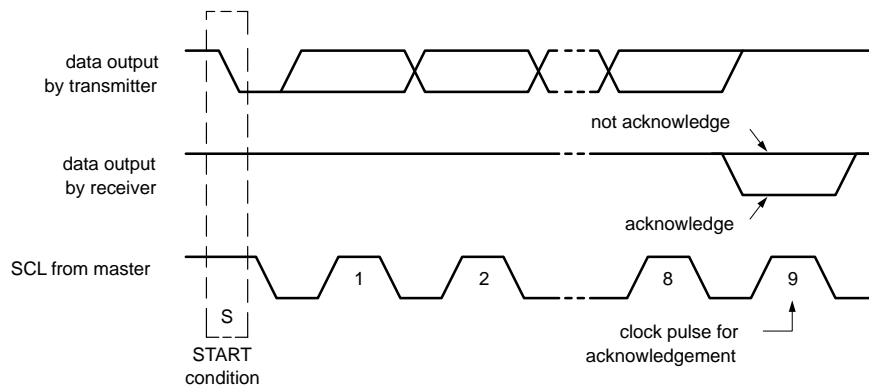 data output
by transmitter
not acknowledge
data output
by receiver
acknowledge
SCL from master
1
2
8
9
S
START
condition
clock pulse for
acknowledgement